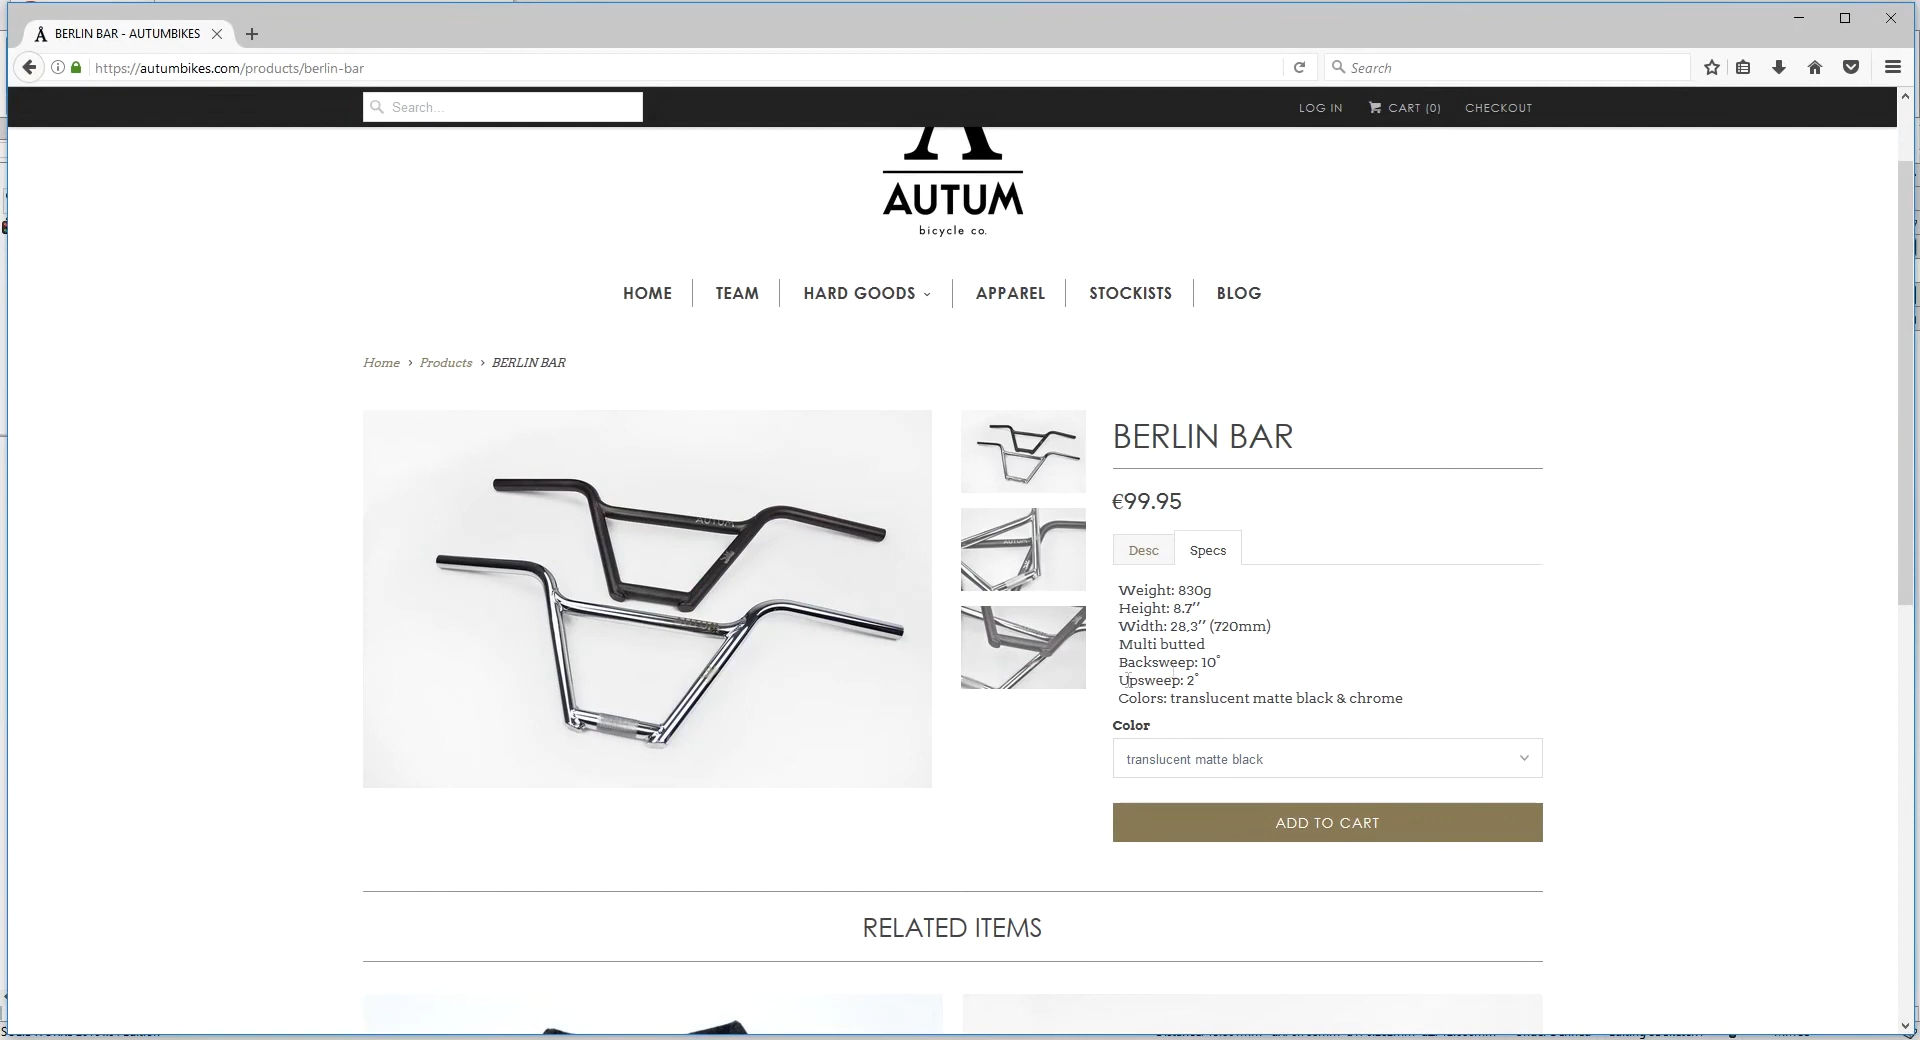 BERLIN BAR - AUTUMBIKES
https://autumbikes.com/products/berlin-bar
Search
Search...
LOG IN
CART (0)
CHECKOUT
AUTUM
bicycle co.
HOME
TEAM
HARD GOODS
APPAREL
STOCKISTS
BLOG
Home › Products › BERLIN BAR
BERLIN BAR
€99.95
Desc
Specs
Weight: 830g
Height: 8.7’’
Width: 28,3’’ (720mm)
Multi butted
Backsweep: 10°
Upsweep: 2°
Colors: translucent matte black & chrome
Color
translucent matte black
ADD TO CART
RELATED ITEMS